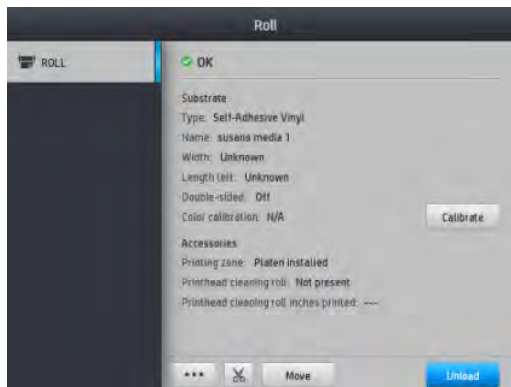 Roll
ROLL
OK
Substrate
Type: Self-Adhesive Vinyl
Name: susana media 1
Width: Unknown
Length left: Unknown
Double-sided: Off
Color calibration: N/A
Calibrate
Accessories
Printing zone: Platen installed
Printhead cleaning roll: Not present
Printhead cleaning roll inches printed: ---
Move
Unload